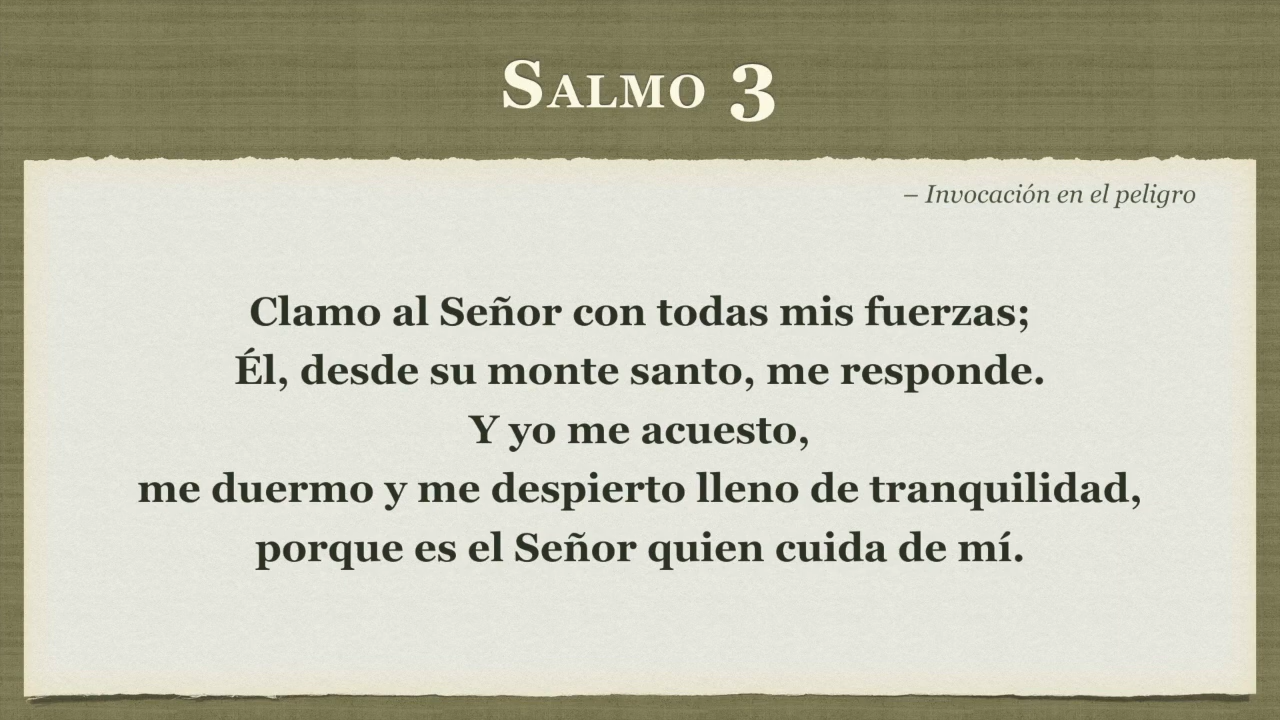 Salmo 3
– Invocación en el peligro
Clamo al Señor con todas mis fuerzas;
Él, desde su monte santo, me responde.
Y yo me acuesto,
me duermo y me despierto lleno de tranquilidad,
porque es el Señor quien cuida de mí.